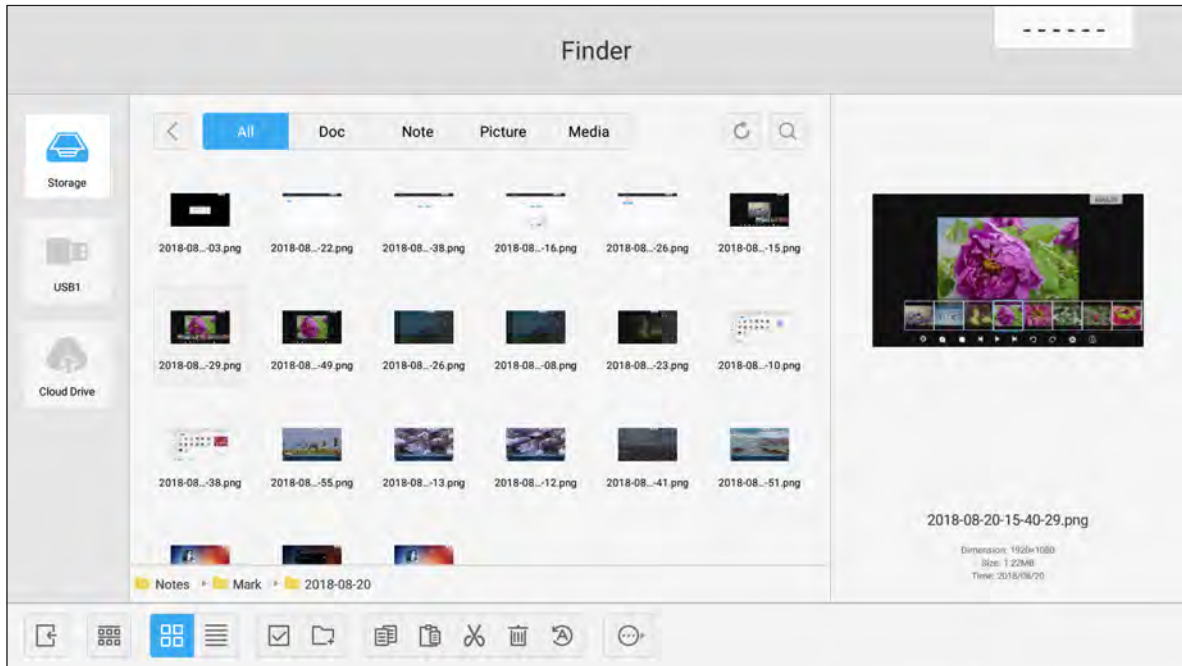 Finder
- - - - - -
All Doc Note Picture Media
Storage
USB1
Cloud Drive
2018-08...-03.png 2018-08...-22.png 2018-08...-38.png 2018-08...-16.png 2018-08...-26.png 2018-08...-15.png
2018-08...-29.png 2018-08...-49.png 2018-08...-26.png 2018-08...-08.png 2018-08...-23.png 2018-08...-10.png
2018-08...-38.png 2018-08...-55.png 2018-08...-13.png 2018-08...-12.png 2018-08...-41.png 2018-08...-51.png
Notes Mark 2018-08-20
2018-08-20-15-40-29.png
Dimension: 1920×1080
Size: 1.22MB
Time: 2018/08/20